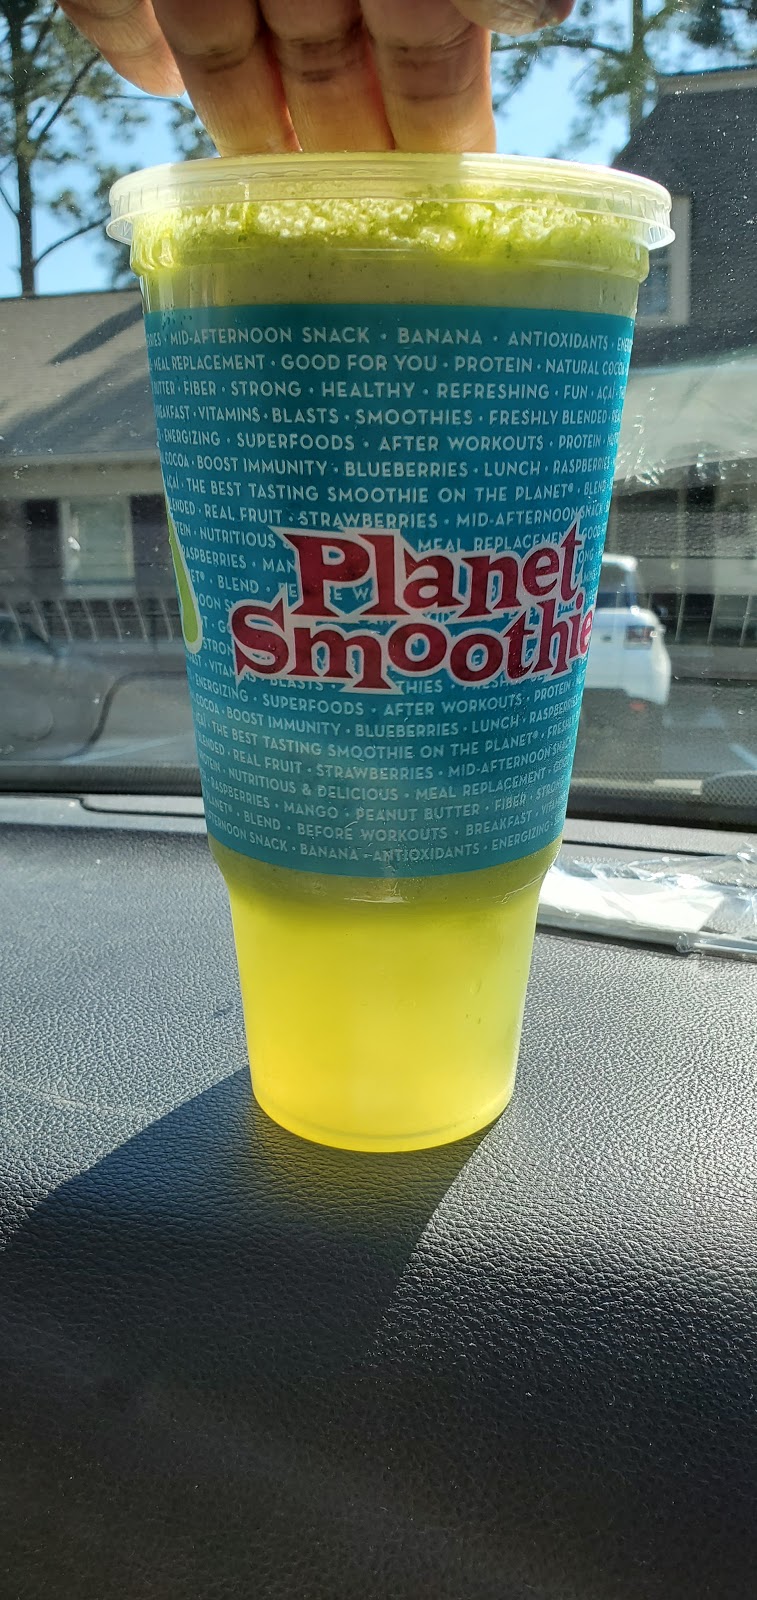 MID-AFTERNOON SNACK · BANANA · ANTIOXIDANTS
MEAL REPLACEMENT · GOOD FOR YOU · PROTEIN · NATURAL COCOA
FIBER · STRONG · HEALTHY · REFRESHING · FUN · AÇAI
VITAMINS · BLASTS · SMOOTHIES · FRESHLY BLENDED
ENERGIZING · SUPERFOODS · AFTER WORKOUTS · PROTEIN
COCOA · BOOST IMMUNITY · BLUEBERRIES · LUNCH · RASPBERRIES
THE BEST TASTING SMOOTHIE ON THE PLANET® · BLEND
REAL FRUIT · STRAWBERRIES · MID-AFTERNOON SNACK
NUTRITIOUS
MEAL REPLACEMENT
RASPBERRIES
BLEND
Planet
Smoothie
BLASTS
ENERGIZING · SUPERFOODS · AFTER WORKOUTS · PROTEIN
COCOA · BOOST IMMUNITY · BLUEBERRIES · LUNCH
THE BEST TASTING SMOOTHIE ON THE PLANET®
REAL FRUIT · STRAWBERRIES · MID-AFTERNOON SNACK
NUTRITIOUS & DELICIOUS · MEAL REPLACEMENT
RASPBERRIES · MANGO · PEANUT BUTTER · FIBER
BLEND · BEFORE WORKOUTS · BREAKFAST
SNACK · BANANA · ANTIOXIDANTS · ENERGIZING